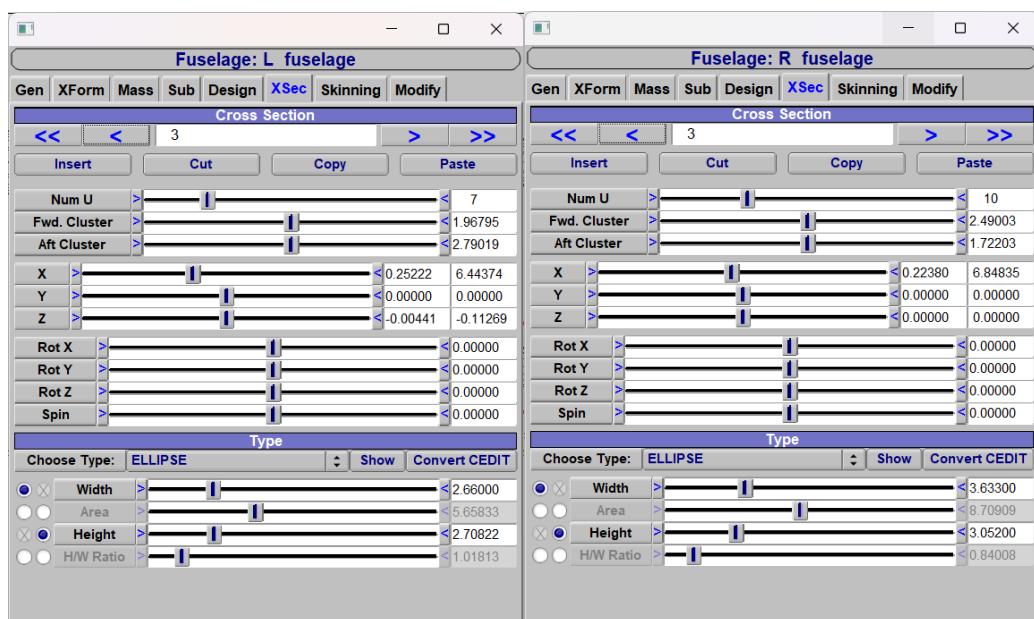 Fuselage: L fuselage
Gen XForm Mass Sub Design XSec Skinning Modify
Cross Section
<< < 3 > >>
Insert Cut Copy Paste
Num U > < 7
Fwd. Cluster > < 1.96795
Aft Cluster > < 2.79019
X > < 0.25222 6.44374
Y > < 0.00000 0.00000
Z > < -0.00441 -0.11269
Rot X > < 0.00000
Rot Y > < 0.00000
Rot Z > < 0.00000
Spin > < 0.00000
Type
Choose Type: ELLIPSE Show Convert CEDIT
Width > < 2.66000
Area > < 5.65833
Height > < 2.70822
H/W Ratio > < 1.01813
Fuselage: R fuselage
Gen XForm Mass Sub Design XSec Skinning Modify
Cross Section
<< < 3 > >>
Insert Cut Copy Paste
Num U > < 10
Fwd. Cluster > < 2.49003
Aft Cluster > < 1.72203
X > < 0.22380 6.84835
Y > < 0.00000 0.00000
Z > < 0.00000 0.00000
Rot X > < 0.00000
Rot Y > < 0.00000
Rot Z > < 0.00000
Spin > < 0.00000
Type
Choose Type: ELLIPSE Show Convert CEDIT
Width > < 3.63300
Area > < 8.70909
Height > < 3.05200
H/W Ratio > < 0.84008